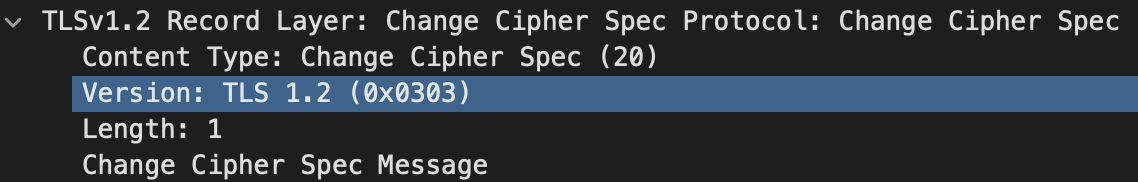 TLSv1.2 Record Layer: Change Cipher Spec Protocol: Change Cipher Spec
Content Type: Change Cipher Spec (20)
Version: TLS 1.2 (0x0303)
Length: 1
Change Cipher Spec Message